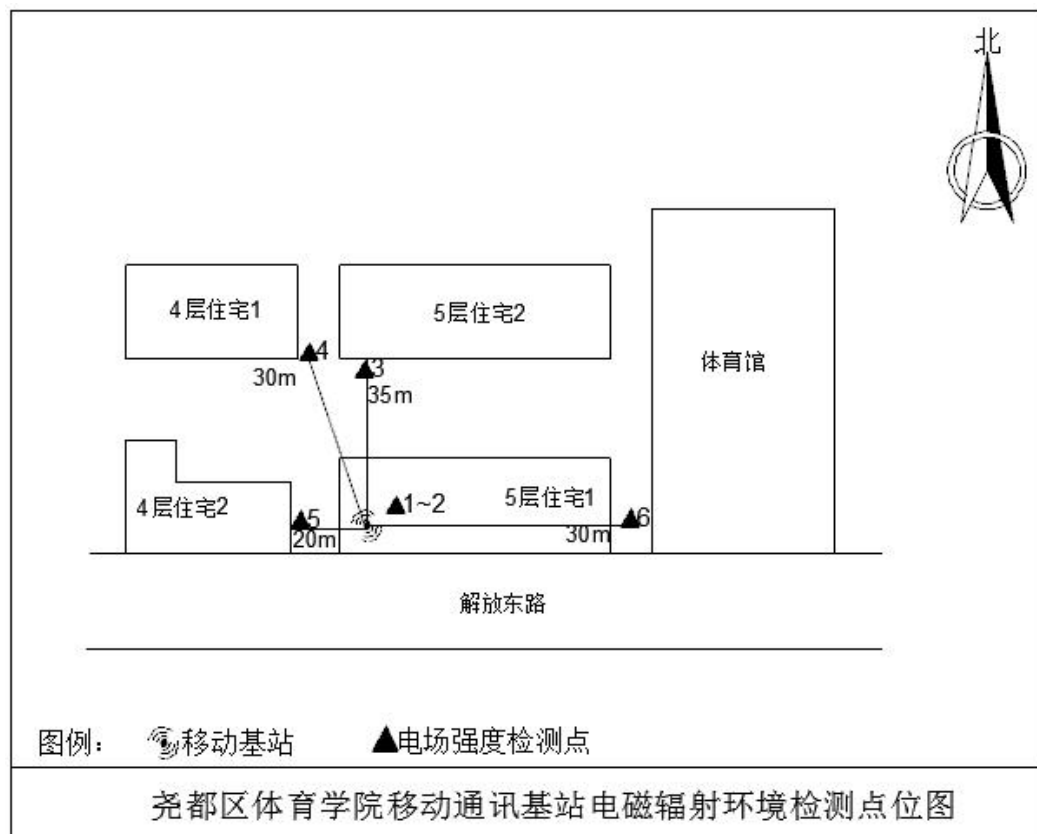 北
4层住宅1
5层住宅2
体育馆
4
30m
3
35m
4层住宅2
1~2
5层住宅1
5
20m
30m
6
解放东路
图例：
移动基站
电场强度检测点
尧都区体育学院移动通讯基站电磁辐射环境检测点位图